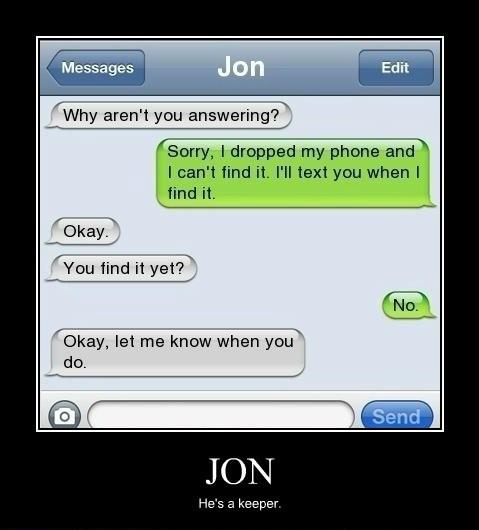 Messages Jon Edit
Why aren't you answering?
Sorry, I dropped my phone and
I can't find it. I'll text you when I
find it.
Okay.
You find it yet?
No.
Okay, let me know when you
do.
Send
JON
He's a keeper.